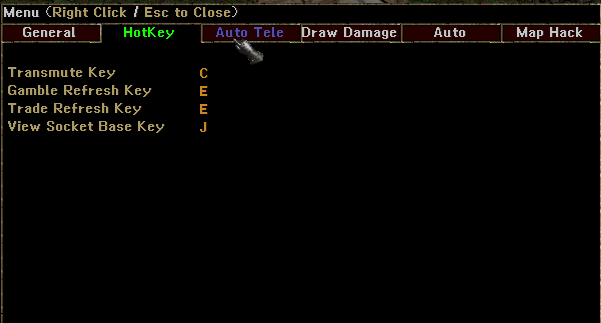 Menu (Right Click / Esc to Close)
General HotKey Auto Tele Draw Damage Auto Map Hack
Transmute Key C
Gamble Refresh Key E
Trade Refresh Key E
View Socket Base Key J